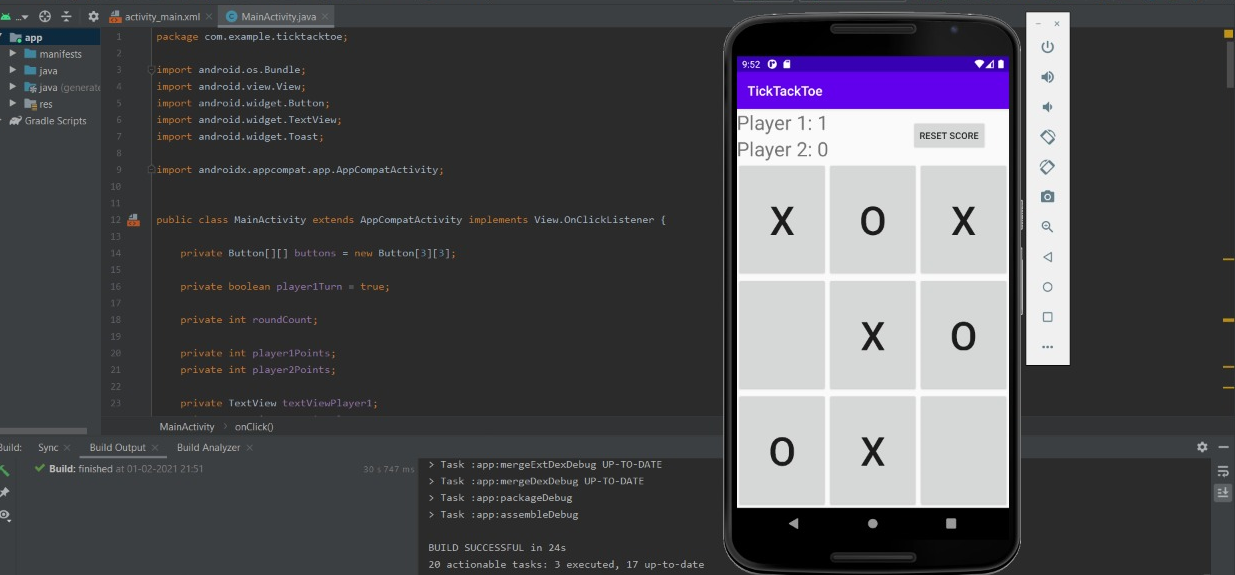 activity_main.xml
MainActivity.java
app
manifests
java
java (generate
res
Gradle Scripts
1 package com.example.ticktacktoe;
2
3 import android.os.Bundle;
4 import android.view.View;
5 import android.widget.Button;
6 import android.widget.TextView;
7 import android.widget.Toast;
8
9 import androidx.appcompat.app.AppCompatActivity;
10
11
12 public class MainActivity extends AppCompatActivity implements View.OnClickListener {
13
14 private Button[][] buttons = new Button[3][3];
15
16 private boolean player1Turn = true;
17
18 private int roundCount;
19
20 private int player1Points;
21 private int player2Points;
22
23 private TextView textViewPlayer1;
MainActivity > onClick()
9:52
TickTackToe
Player 1: 1
RESET SCORE
Player 2: 0
X O X
X O
O X
Build: Sync Build Output Build Analyzer
Build: finished at 01-02-2021 21:51 30 s 747 ms
> Task :app:mergeExtDexDebug UP-TO-DATE
> Task :app:mergeDexDebug UP-TO-DATE
> Task :app:packageDebug
> Task :app:assembleDebug
BUILD SUCCESSFUL in 24s
20 actionable tasks: 3 executed, 17 up-to-date